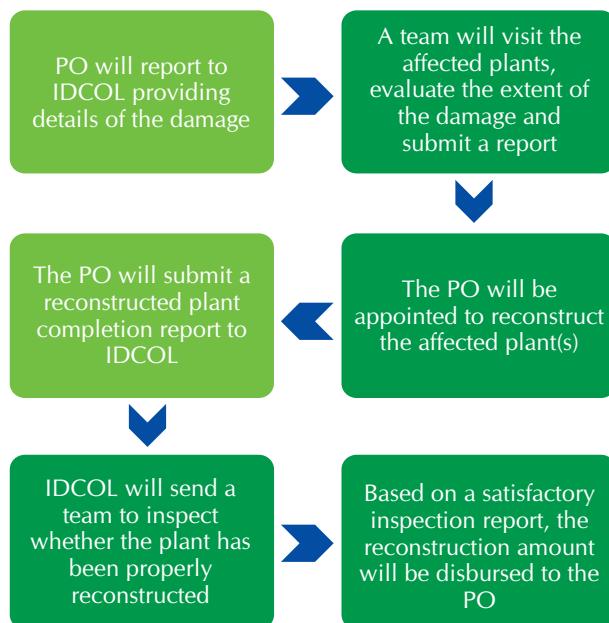 PO will report to
IDCOL providing
details of the damage
A team will visit the
affected plants,
evaluate the extent of
the damage and
submit a report
The PO will be
appointed to reconstruct
the affected plant(s)
The PO will submit a
reconstructed plant
completion report to
IDCOL
IDCOL will send a
team to inspect
whether the plant has
been properly
reconstructed
Based on a satisfactory
inspection report, the
reconstruction amount
will be disbursed to the
PO